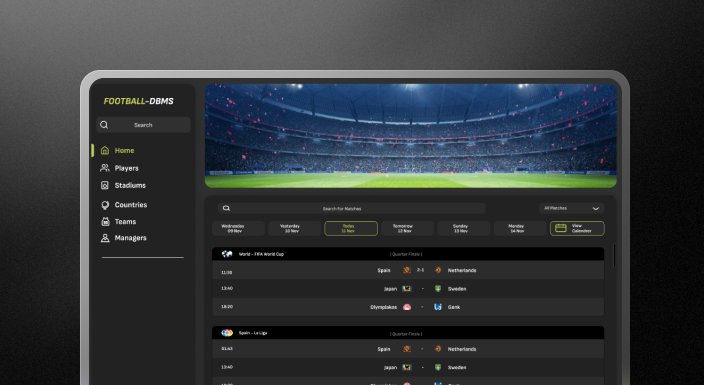 FOOTBALL-DBMS
Search
Home
Players
Stadiums
Countries
Teams
Managers
Search for Matches
All Matches
Wednesday
09 Nov
Yesterday
10 Nov
Today
11 Nov
Tomorrow
12 Nov
Sunday
13 Nov
Monday
14 Nov
View
Calendner
World - FIFA World Cup
( Quarter Finals )
11:30 Spain 2-1 Netherlands
13:40 Japan - Sweden
18:20 Olympiakos - Genk
Spain - La Liga
( Quarter Finals )
01:43 Spain - Netherlands
13:40 Japan - Sweden